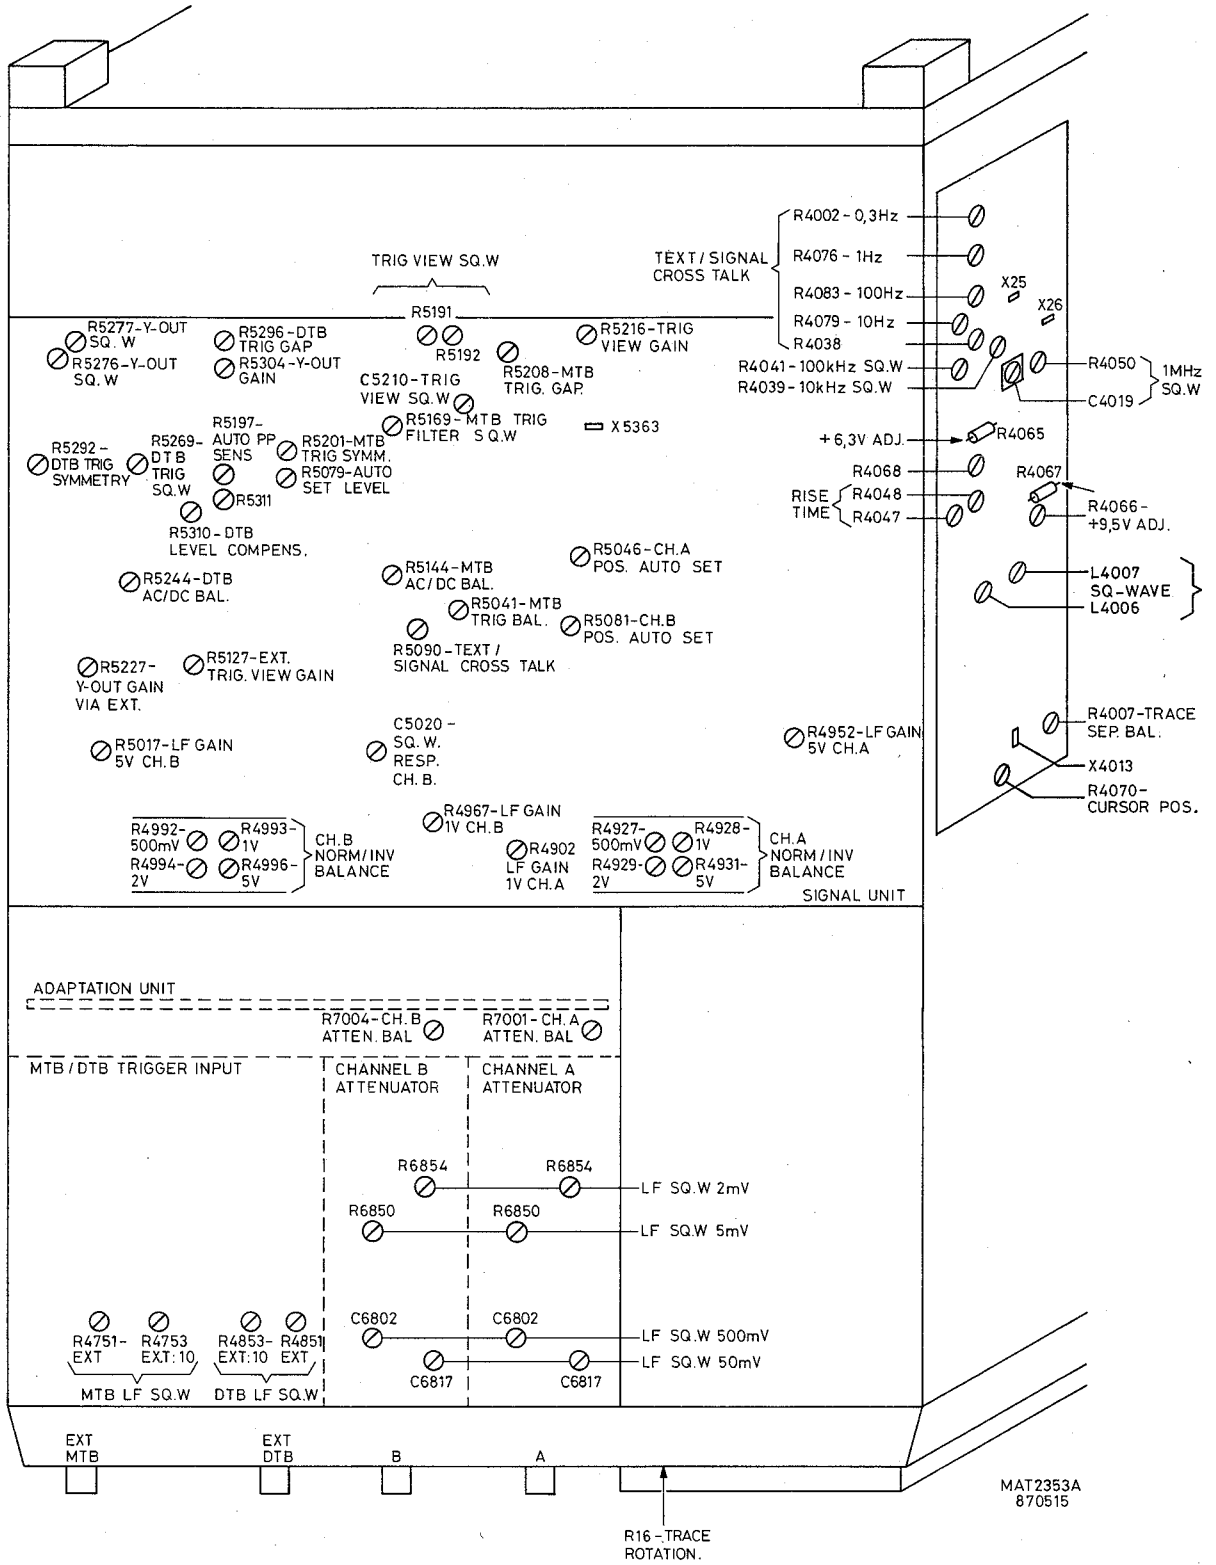 R4002-0,3Hz
TEXT/SIGNAL
CROSS TALK
R4076-1Hz
R4083-100Hz
R4079-10Hz
R4038
R4041-100kHz SQ.W
R4039-10kHz SQ.W
X25
X26
R4050
C4019
1MHz
SQ.W
+6,3V ADJ.
R4065
R4068
R4067
RISE
TIME
R4048
R4047
R4066-
+9,5V ADJ.
L4007
SQ-WAVE
L4006
R4007-TRACE
SEP. BAL.
X4013
R4070-
CURSOR POS.
TRIG VIEW SQ.W
R5191
R5192
R5277-Y-OUT
SQ.W
R5276-Y-OUT
SQ.W
R5296-DTB
TRIG GAP
R5304-Y-OUT
GAIN
R5216-TRIG
VIEW GAIN
R5208-MTB
TRIG. GAP.
C5210-TRIG
VIEW SQ.W
R5169-MTB TRIG
FILTER SQ.W
X5363
R5292-
DTB TRIG
SYMMETRY
R5269-
DTB
TRIG
SQ.W
R5197-
AUTO PP
SENS
R5201-MTB
TRIG SYMM.
R5079-AUTO
SET LEVEL
R5311
R5310-DTB
LEVEL COMPENS.
R5244-DTB
AC/DC BAL.
R5144-MTB
AC/DC BAL.
R5046-CH.A
POS. AUTO SET
R5041-MTB
TRIG BAL.
R5081-CH.B
POS. AUTO SET
R5090-TEXT/
SIGNAL CROSS TALK
R5227-
Y-OUT GAIN
VIA EXT.
R5127-EXT.
TRIG. VIEW GAIN
R5017-LF GAIN
5V CH.B
C5020-
SQ.W.
RESP.
CH.B.
R4952-LF GAIN
5V CH.A
R4967-LF GAIN
1V CH.B
R4902
LF GAIN
1V CH.A
R4992-
500mV
R4993-
1V
R4994-
2V
R4996-
5V
CH.B
NORM/INV
BALANCE
R4927-
500mV
R4928-
1V
R4929-
2V
R4931-
5V
CH.A
NORM/INV
BALANCE
SIGNAL UNIT
ADAPTATION UNIT
R7004-CH.B
ATTEN. BAL
R7001-CH.A
ATTEN. BAL
MTB/DTB TRIGGER INPUT
CHANNEL B
ATTENUATOR
CHANNEL A
ATTENUATOR
R6854
R6854
LF SQ.W 2mV
R6850
R6850
LF SQ.W 5mV
C6802
C6802
LF SQ.W 500mV
LF SQ.W 50mV
C6817
C6817
R4751-
EXT
R4753
EXT:10
R4853-
EXT:10
R4851
EXT
MTB LF SQ.W
DTB LF SQ.W
EXT
MTB
EXT
DTB
B
A
R16-TRACE
ROTATION.
MAT2353A
870515